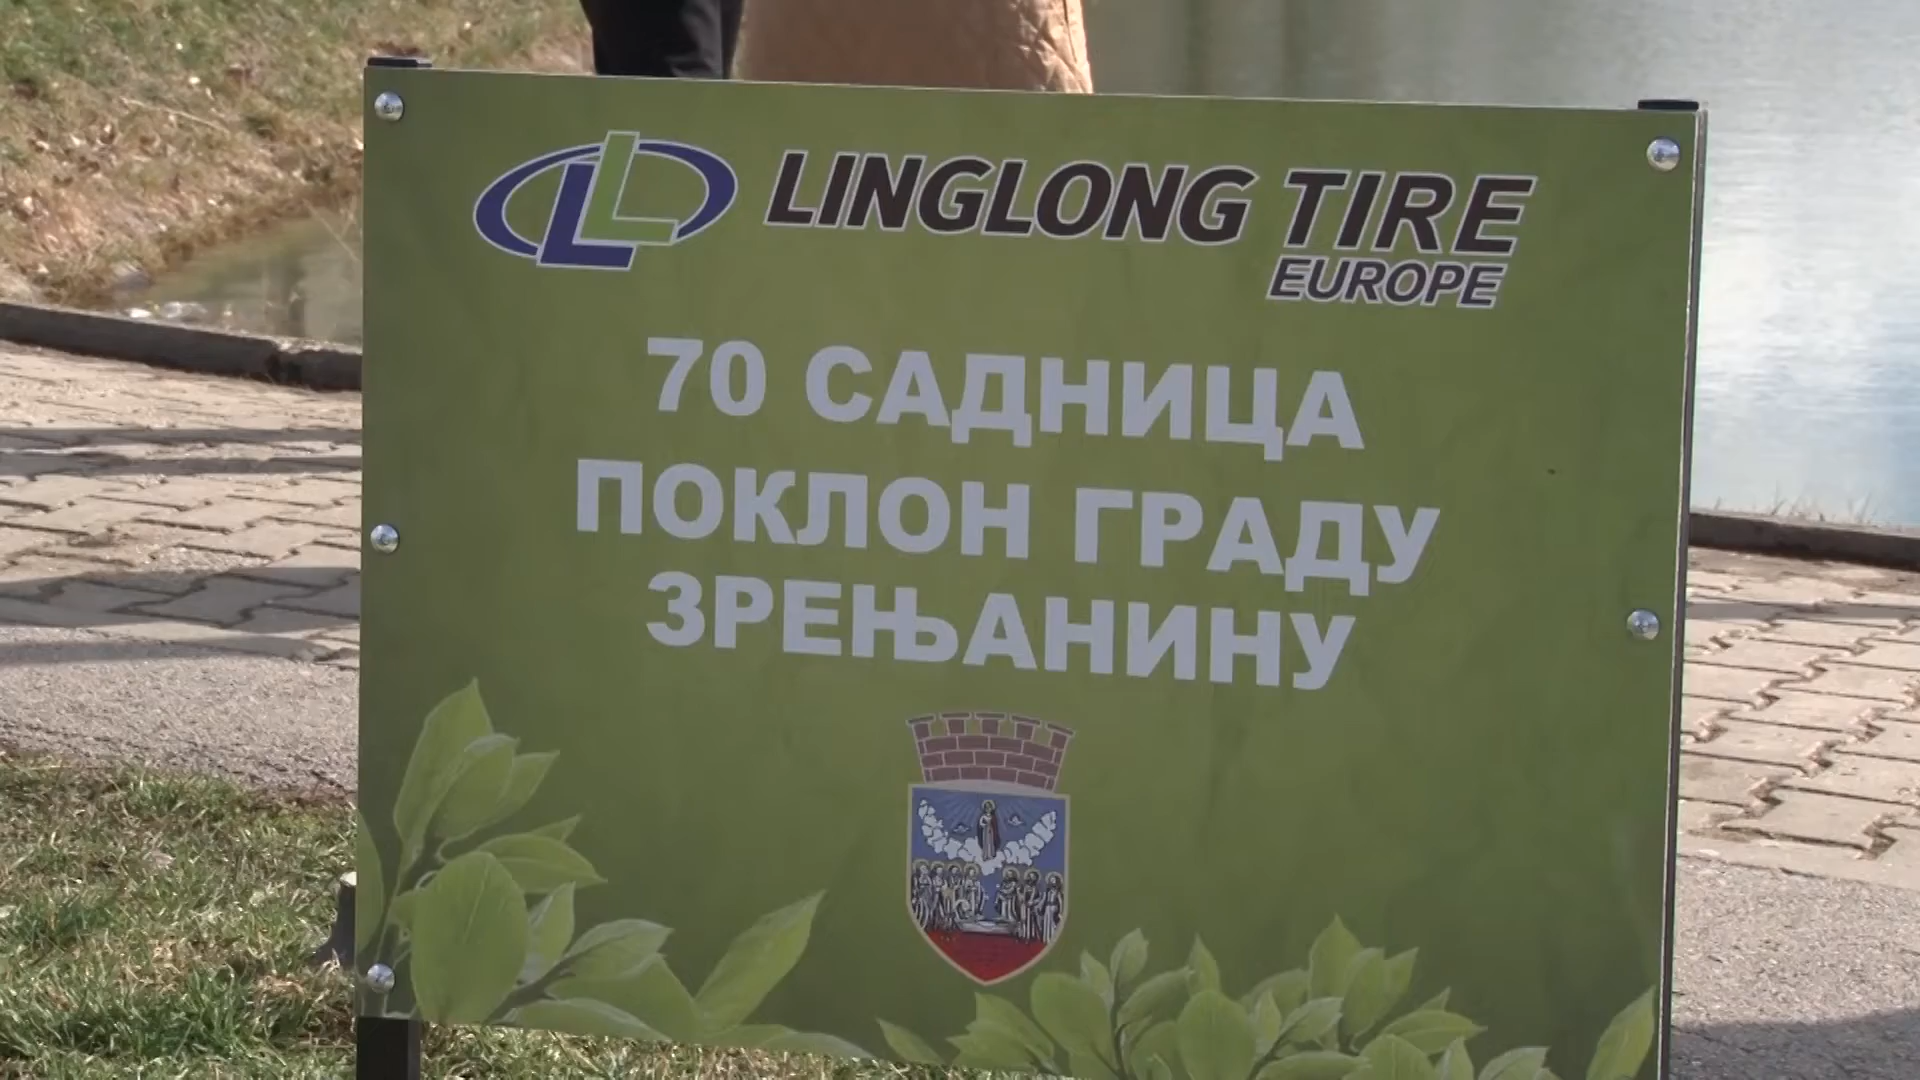 LINGLONG TIRE
EUROPE
70 САДНИЦА
ПОКЛОН ГРАДУ
ЗРЕЊАНИНУ